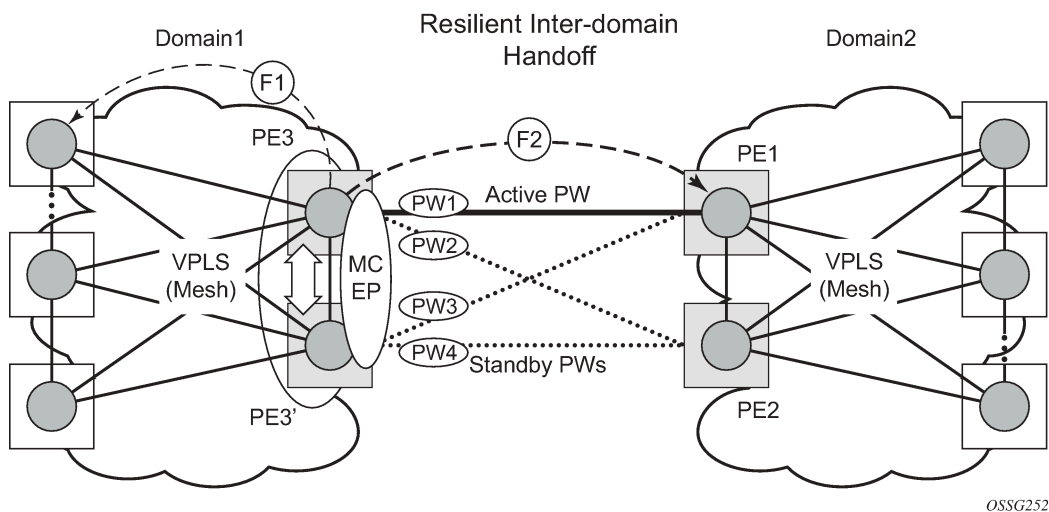 Resilient Inter-domain
Handoff
Domain1
Domain2
F1
F2
PE3
PE1
PW1
Active PW
PW2
VPLS
(Mesh)
MC
EP
VPLS
(Mesh)
PW3
PW4
Standby PWs
PE3’
PE2
OSSG252